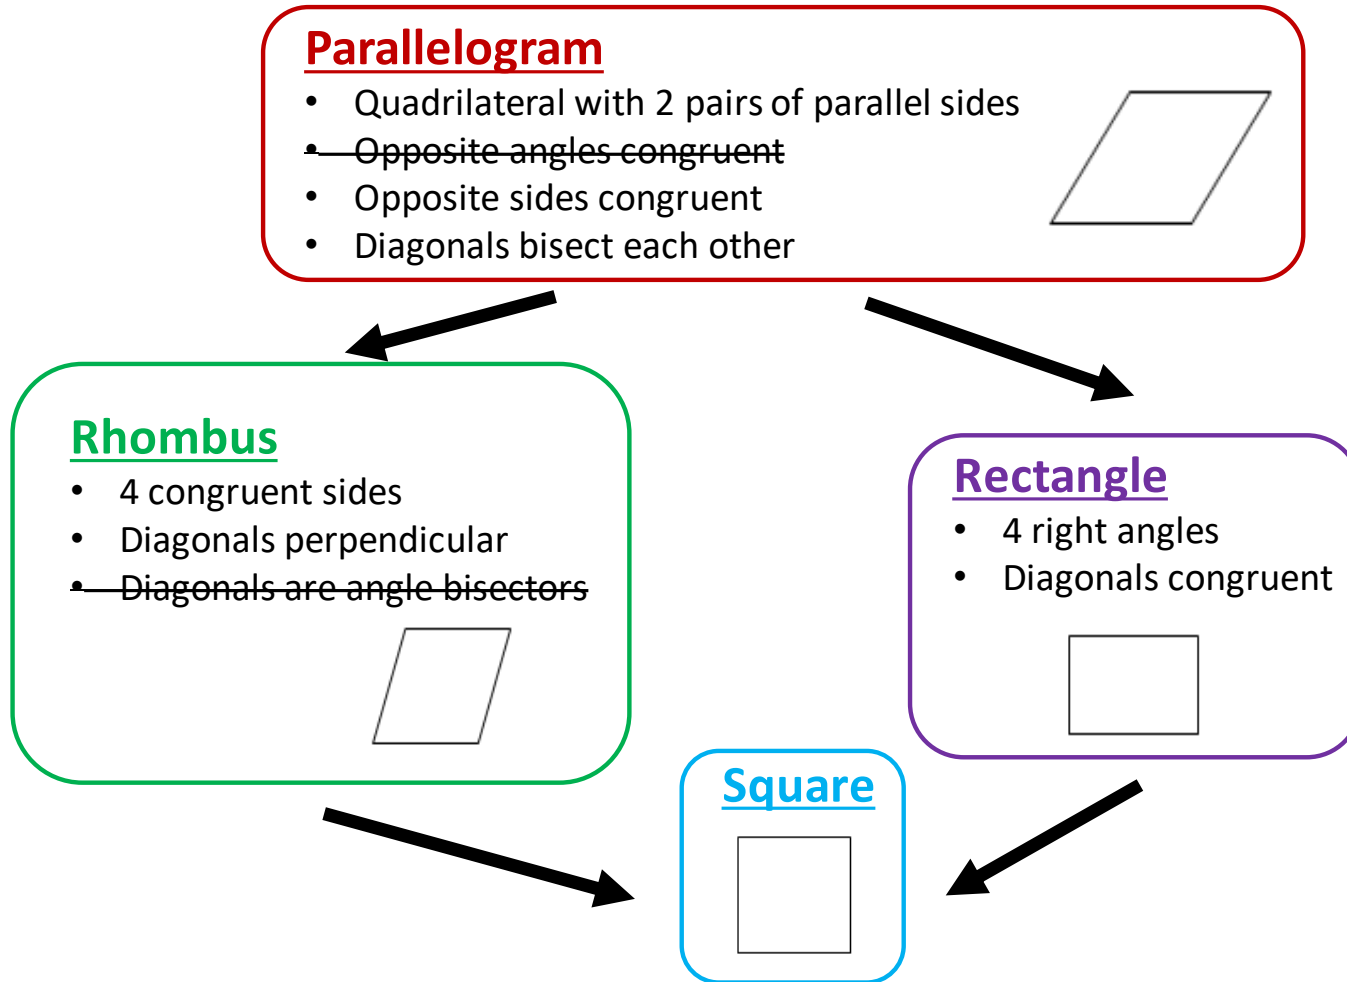 Parallelogram
• Quadrilateral with 2 pairs of parallel sides
• Opposite angles congruent
• Opposite sides congruent
• Diagonals bisect each other
Rhombus
• 4 congruent sides
• Diagonals perpendicular
• Diagonals are angle bisectors
Rectangle
• 4 right angles
• Diagonals congruent
Square